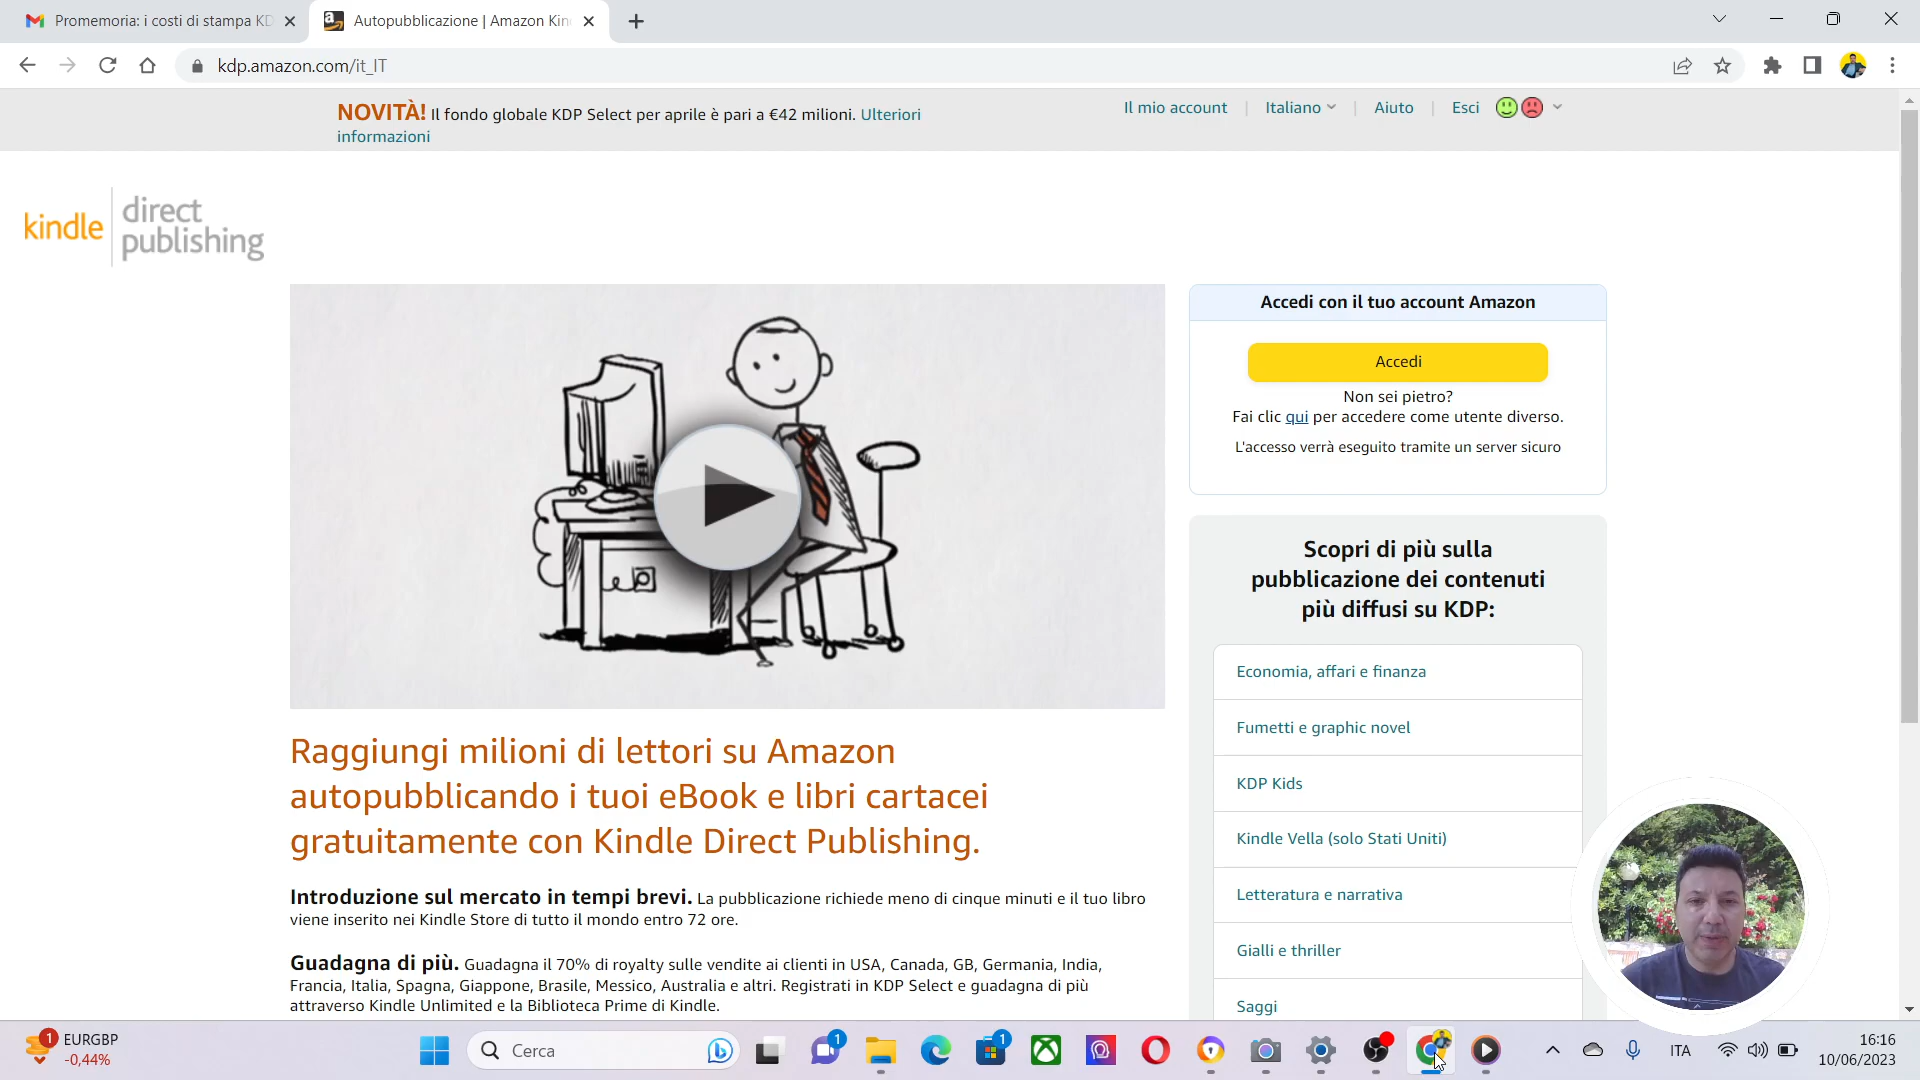 Promemoria: i costi di stampa KD
Autopubblicazione | Amazon Kin
kdp.amazon.com/it_IT
NOVITÀ! Il fondo globale KDP Select per aprile è pari a €42 milioni. Ulteriori
informazioni
Il mio account
Italiano
Aiuto
Esci
kindle
direct
publishing
Accedi con il tuo account Amazon
Accedi
Non sei pietro?
Fai clic qui per accedere come utente diverso.
L'accesso verrà eseguito tramite un server sicuro
Scopri di più sulla
pubblicazione dei contenuti
più diffusi su KDP:
Economia, affari e finanza
Fumetti e graphic novel
KDP Kids
Kindle Vella (solo Stati Uniti)
Letteratura e narrativa
Gialli e thriller
Saggi
Raggiungi milioni di lettori su Amazon
autopubblicando i tuoi eBook e libri cartacei
gratuitamente con Kindle Direct Publishing.
Introduzione sul mercato in tempi brevi. La pubblicazione richiede meno di cinque minuti e il tuo libro
viene inserito nei Kindle Store di tutto il mondo entro 72 ore.
Guadagna di più. Guadagna il 70% di royalty sulle vendite ai clienti in USA, Canada, GB, Germania, India,
Francia, Italia, Spagna, Giappone, Brasile, Messico, Australia e altri. Registrati in KDP Select e guadagna di più
attraverso Kindle Unlimited e la Biblioteca Prime di Kindle.
1
EURGBP
-0,44%
Cerca
1
1
ITA
16:16
10/06/2023